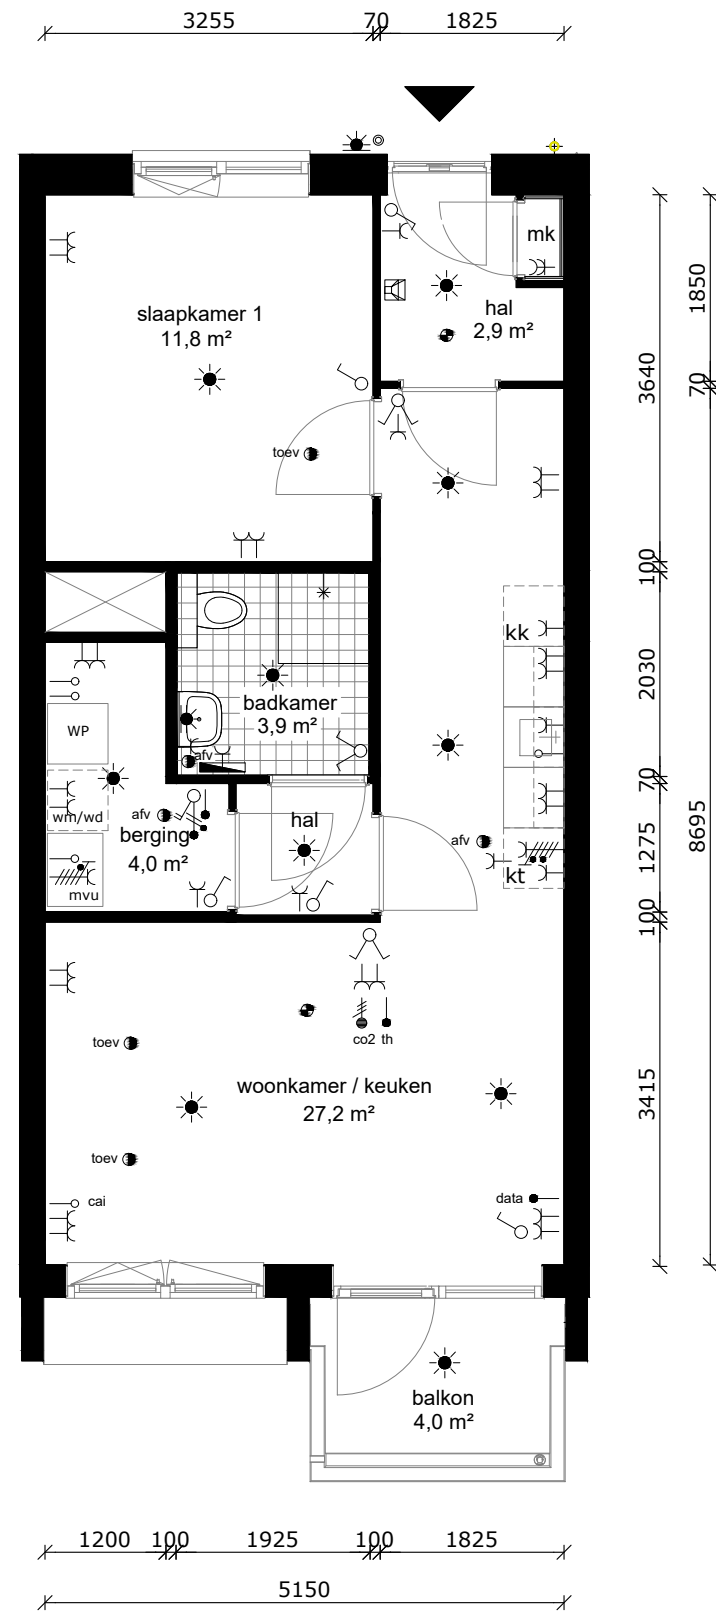 3255 70 1825
mk
slaapkamer 1
11,8 m²
hal
2,9 m²
1850
70
3640
toev
100
kk
2030
badkamer
3,9 m²
WP
afv
70
wm/wd
afv
berging
4,0 m²
hal
afv
8695
1275
mvu
kt
100
co2 th
toev
woonkamer / keuken
27,2 m²
3415
toev
cai
data
balkon
4,0 m²
1200 100 1925 100 1825
5150